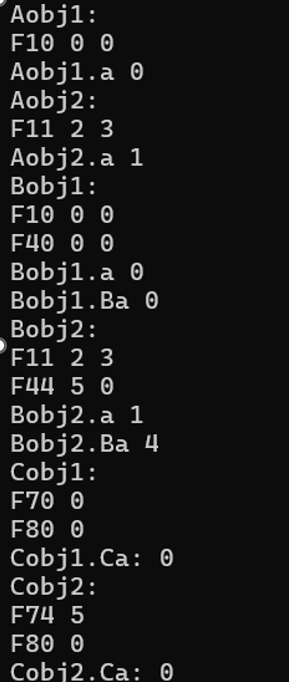 Aobj1:
F10 0 0
Aobj1.a 0
Aobj2:
F11 2 3
Aobj2.a 1
Bobj1:
F10 0 0
F40 0 0
Bobj1.a 0
Bobj1.Ba 0
Bobj2:
F11 2 3
F44 5 0
Bobj2.a 1
Bobj2.Ba 4
Cobj1:
F70 0
F80 0
Cobj1.Ca: 0
Cobj2:
F74 5
F80 0
Cobj2.Ca: 0